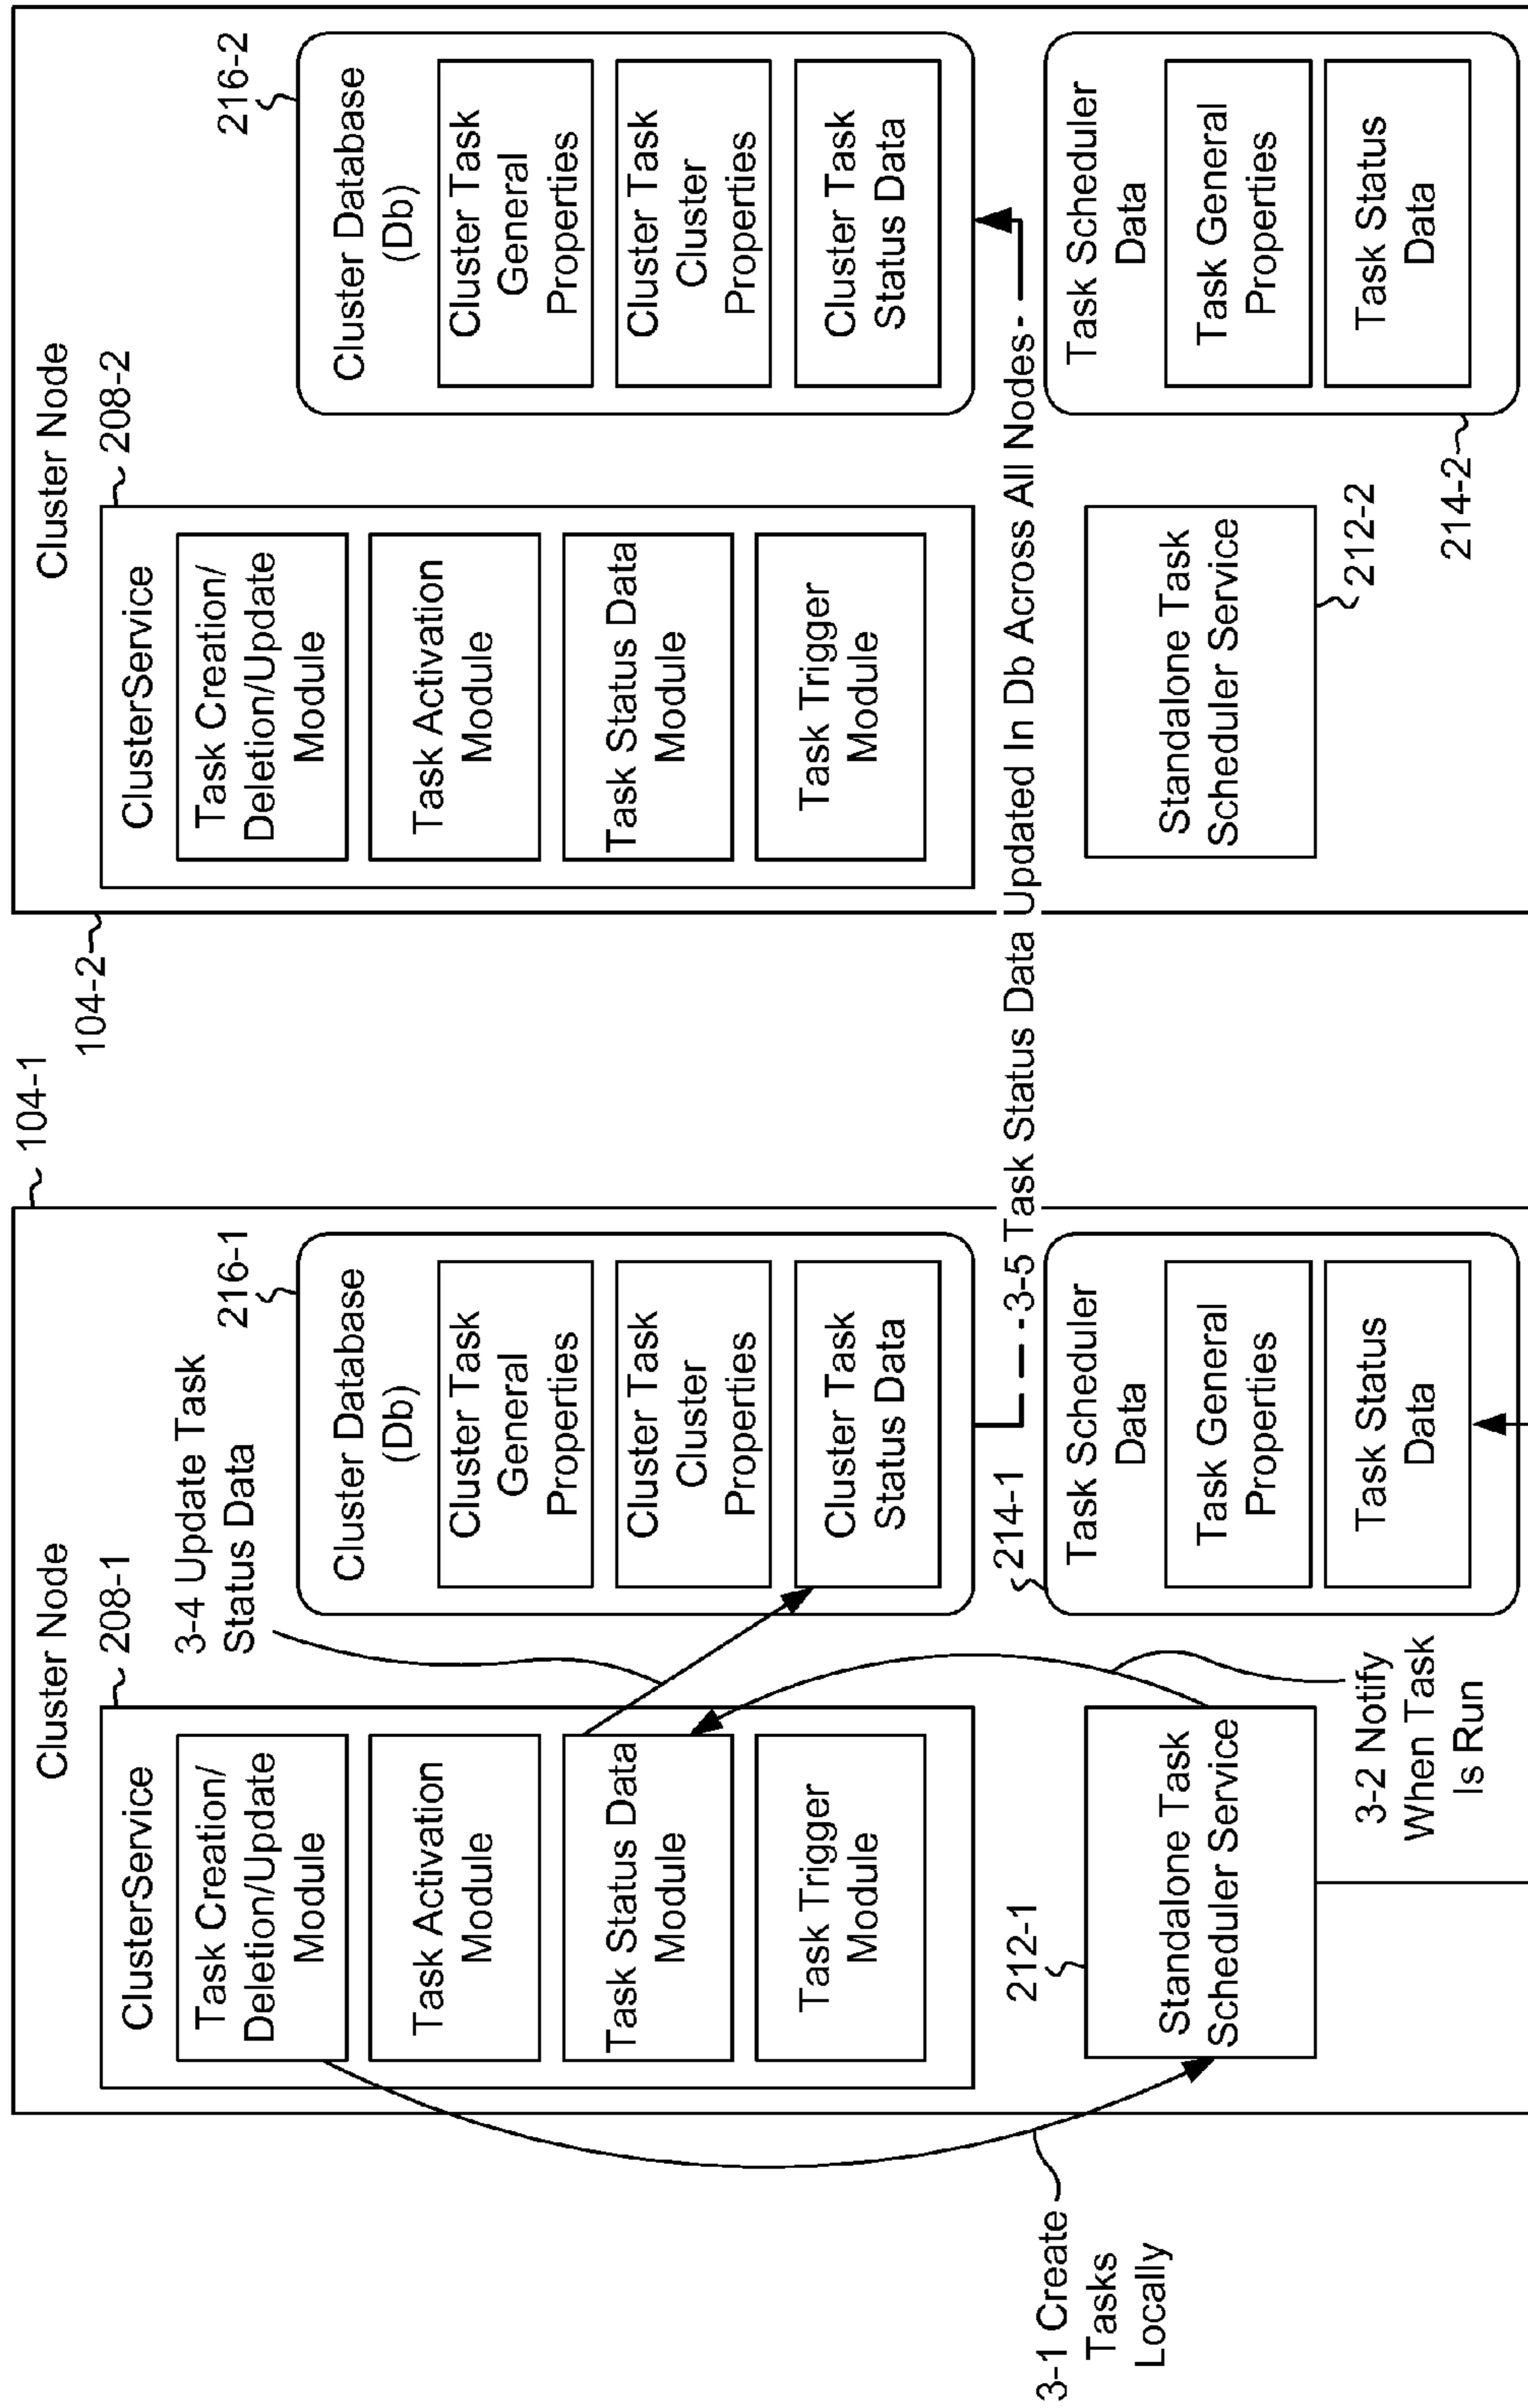 Cluster Node
104-1
208-1
ClusterService
Task Creation/
Deletion/Update
Module
Task Activation
Module
Task Status Data
Module
Task Trigger
Module
3-4 Update Task
Status Data
216-1
Cluster Database
(Db)
Cluster Task
General
Properties
Cluster Task
Cluster
Properties
Cluster Task
Status Data
3-1 Create
Tasks
Locally
212-1
Standalone Task
Scheduler Service
3-2 Notify
When Task
Is Run
214-1
Task Scheduler
Data
Task General
Properties
Task Status
Data
3-5 Task Status Data Updated In Db Across All Nodes
Cluster Node
104-2
208-2
ClusterService
Task Creation/
Deletion/Update
Module
Task Activation
Module
Task Status Data
Module
Task Trigger
Module
216-2
Cluster Database
(Db)
Cluster Task
General
Properties
Cluster Task
Cluster
Properties
Cluster Task
Status Data
Standalone Task
Scheduler Service
212-2
Task Scheduler
Data
Task General
Properties
Task Status
Data
214-2